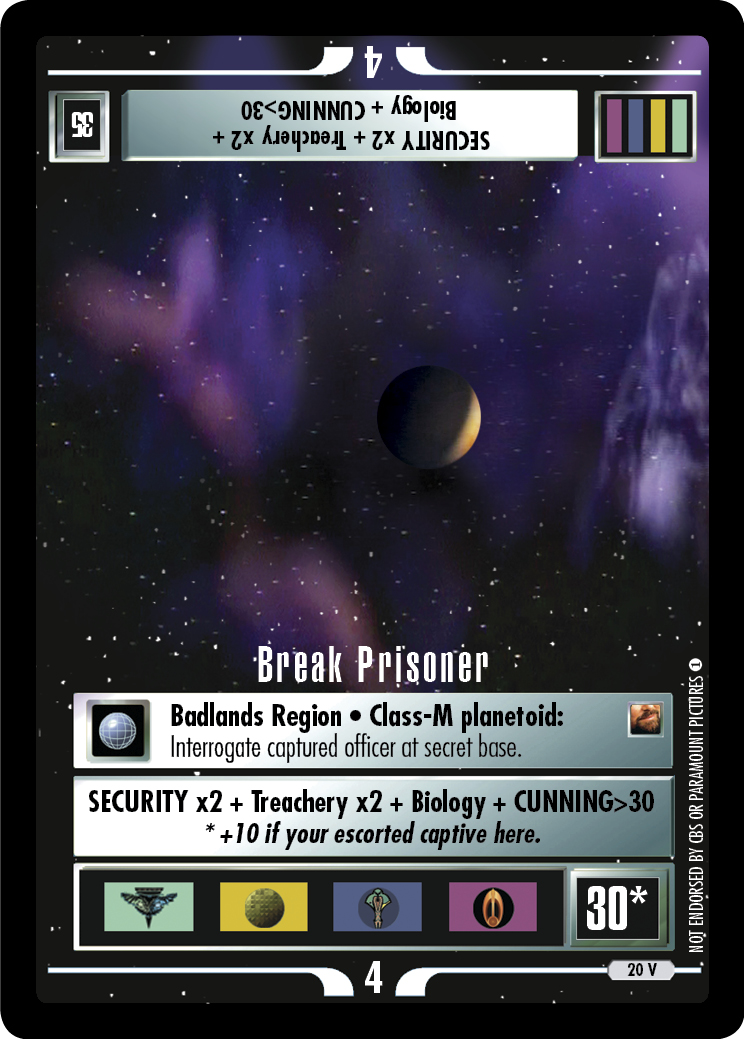 4
35
SECURITY x2 + Treachery x2 +
Biology + CUNNING>30
Break Prisoner
Badlands Region • Class-M planetoid:
Interrogate captured officer at secret base.
SECURITY x2 + Treachery x2 + Biology + CUNNING>30
* +10 if your escorted captive here.
30*
4
20 V
NOT ENDORSED BY CBS OR PARAMOUNT PICTURES 1